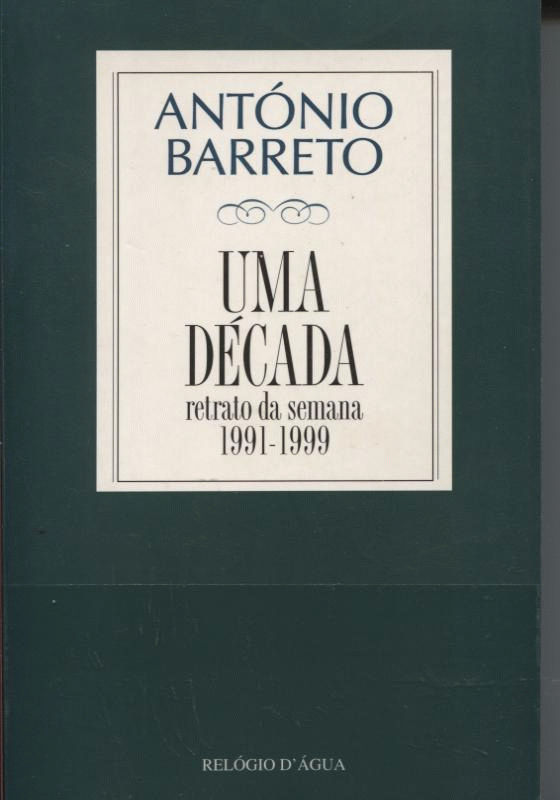 ANTÓNIO
BARRETO
UMA
DÉCADA
retrato da semana
1991-1999
RELÓGIO D'ÁGUA